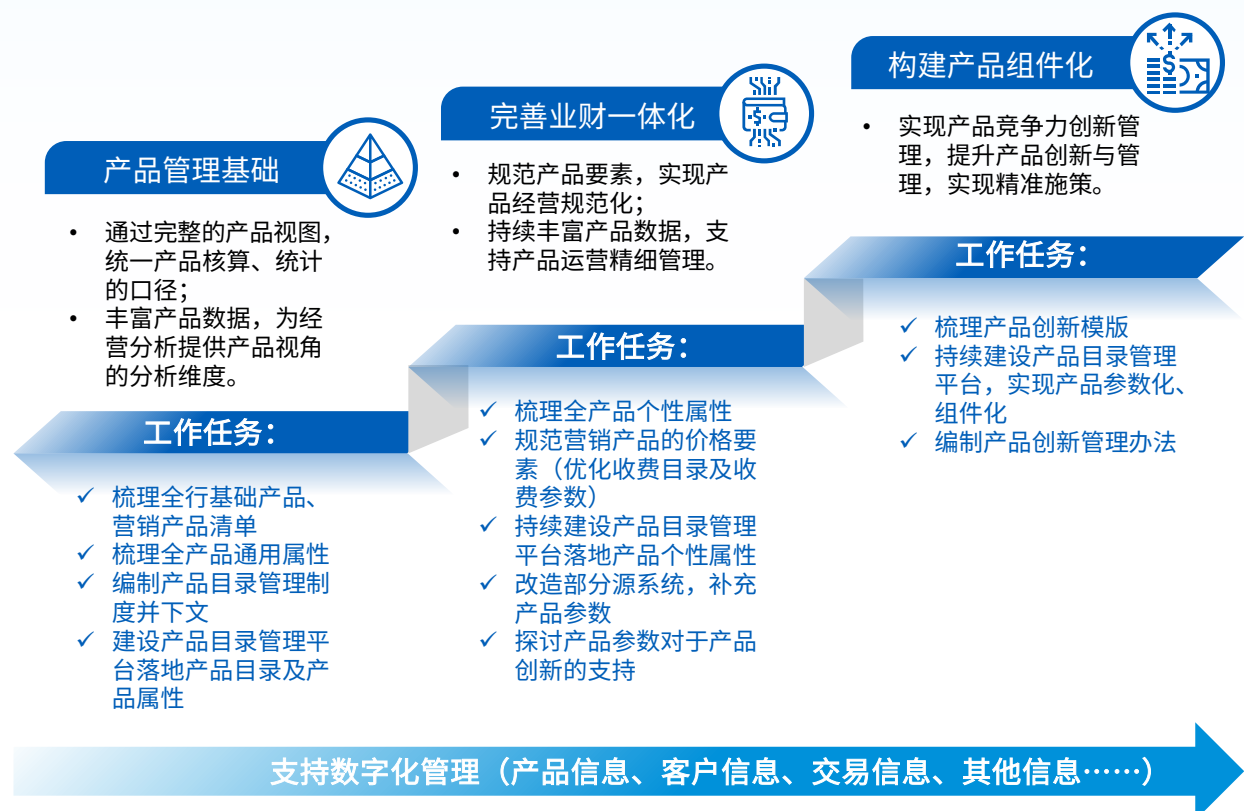 产品管理基础
• 通过完整的产品视图，
统一产品核算、统计
的口径；
• 丰富产品数据，为经
营分析提供产品视角
的分析维度。
工作任务：
✓ 梳理全行基础产品、
营销产品清单
✓ 梳理全产品通用属性
✓ 编制产品目录管理制
度并下文
✓ 建设产品目录管理平
台落地产品目录及产
品属性
完善业财一体化
• 规范产品要素，实现产
品经营规范化；
• 持续丰富产品数据，支
持产品运营精细管理。
工作任务：
✓ 梳理全产品个性属性
✓ 规范营销产品的价格要
素（优化收费目录及收
费参数）
✓ 持续建设产品目录管理
平台落地产品个性属性
✓ 改造部分源系统，补充
产品参数
✓ 探讨产品参数对于产品
创新的支持
构建产品组件化
• 实现产品竞争力创新管
理，提升产品创新与管
理，实现精准施策。
工作任务：
✓ 梳理产品创新模版
✓ 持续建设产品目录管理
平台，实现产品参数化、
组件化
✓ 编制产品创新管理办法
支持数字化管理（产品信息、客户信息、交易信息、其他信息……）